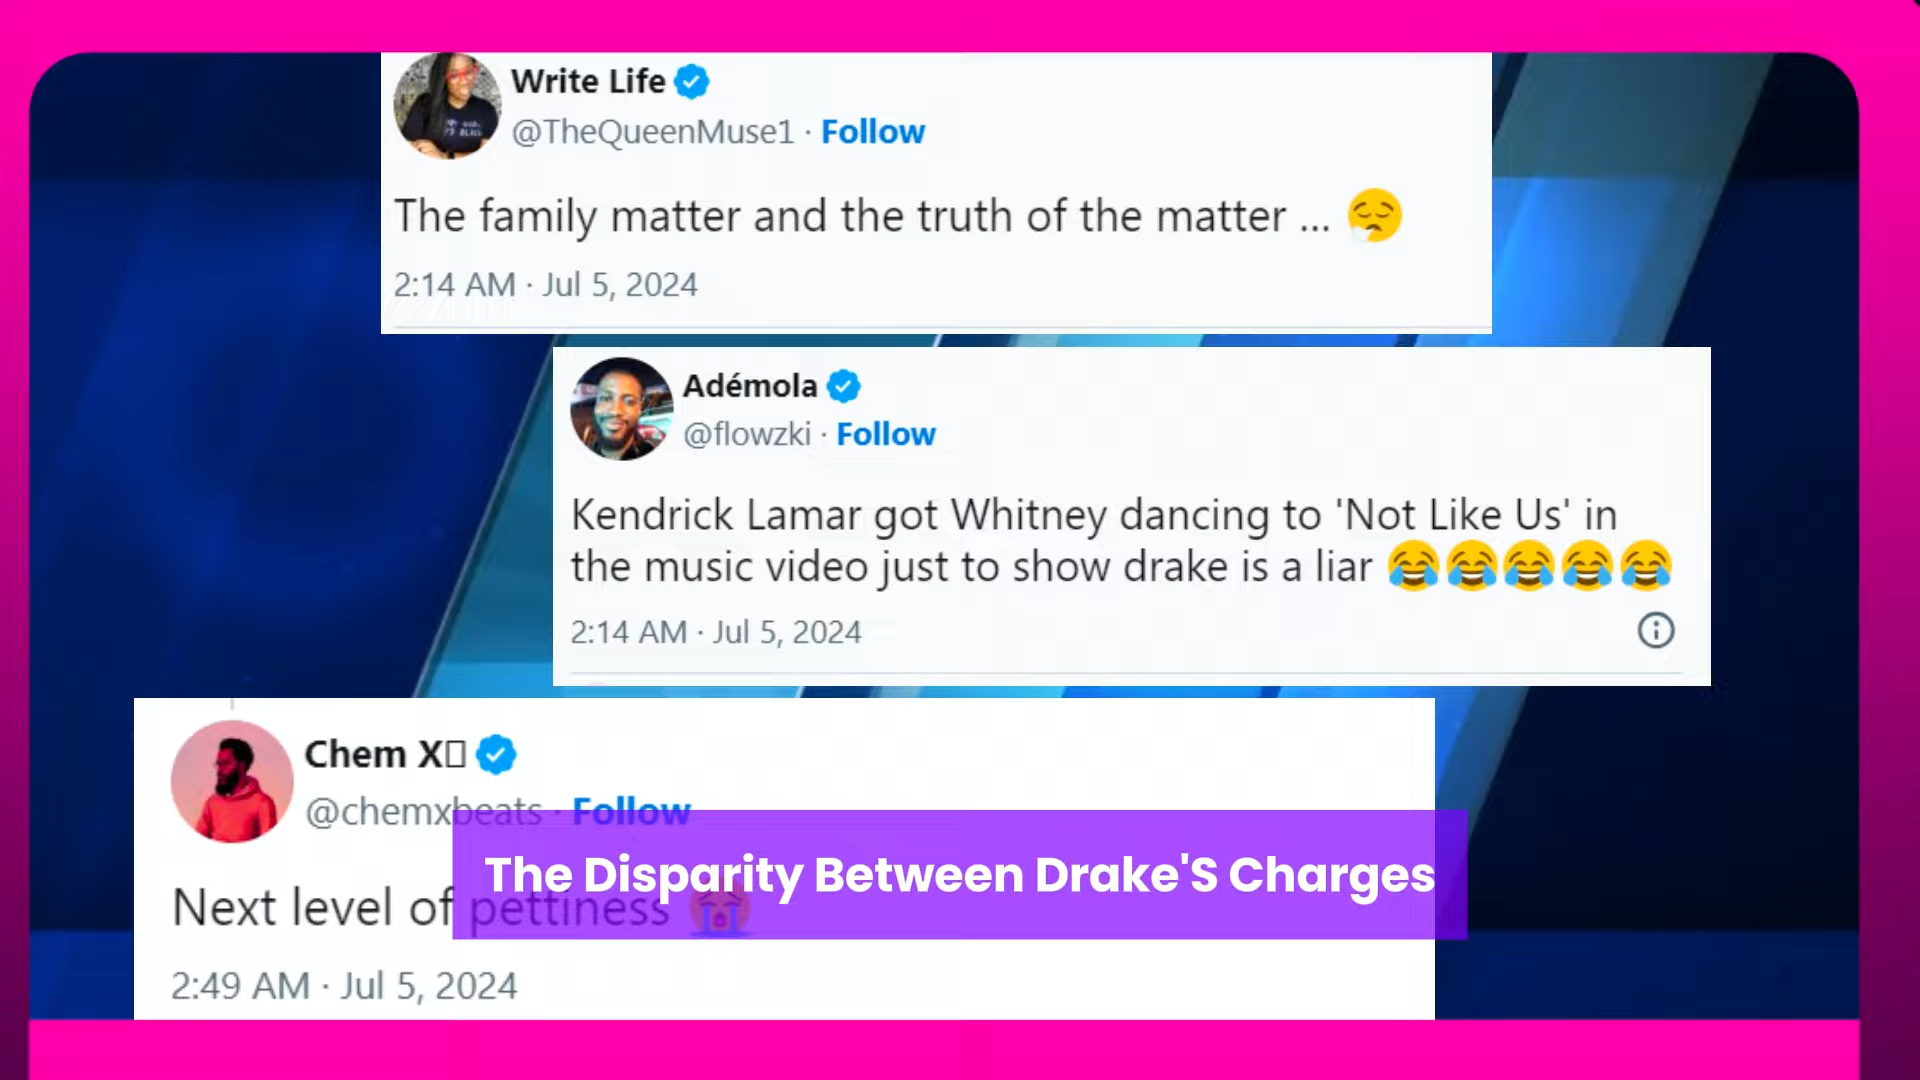 Write Life
@TheQueenMuse1 · Follow
The family matter and the truth of the matter ... 😮‍💨
2:14 AM · Jul 5, 2024
Adémola
@flowzki · Follow
Kendrick Lamar got Whitney dancing to 'Not Like Us' in
the music video just to show drake is a liar 😂😂😂😂😂
2:14 AM · Jul 5, 2024
Chem X▯
@chemxbeats · Follow
The Disparity Between Drake'S Charges
Next level of pettiness 😭
2:49 AM · Jul 5, 2024